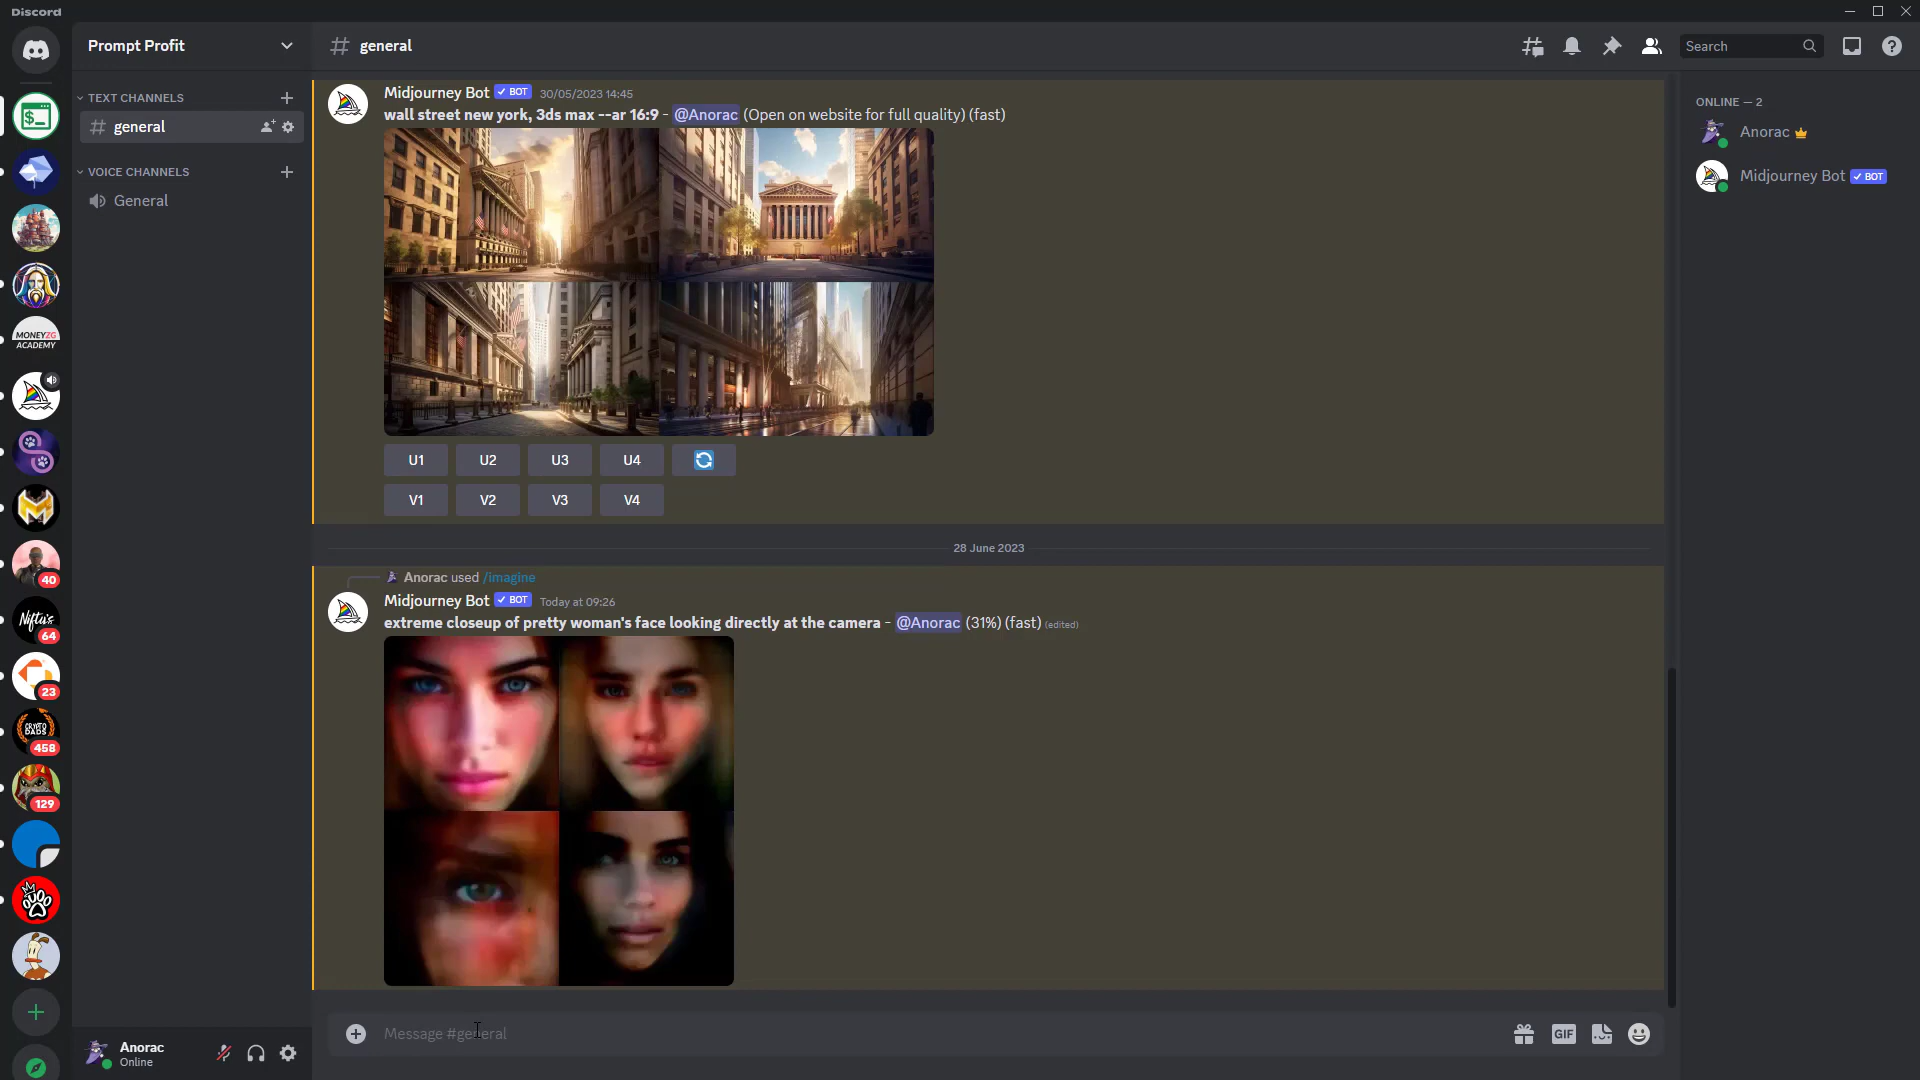 Discord
Prompt Profit
general
Search
TEXT CHANNELS
general
VOICE CHANNELS
General
MONEYZG
ACADEMY
40
Nifty's
64
23
CRYPTO
DADS
458
129
Midjourney Bot BOT 30/05/2023 14:45
wall street new york, 3ds max --ar 16:9 - @Anorac (Open on website for full quality) (fast)
U1 U2 U3 U4
V1 V2 V3 V4
28 June 2023
Anorac used /imagine
Midjourney Bot BOT Today at 09:26
extreme closeup of pretty woman's face looking directly at the camera - @Anorac (31%) (fast) (edited)
Message #general
GIF
Anorac
Online
ONLINE — 2
Anorac
Midjourney Bot BOT